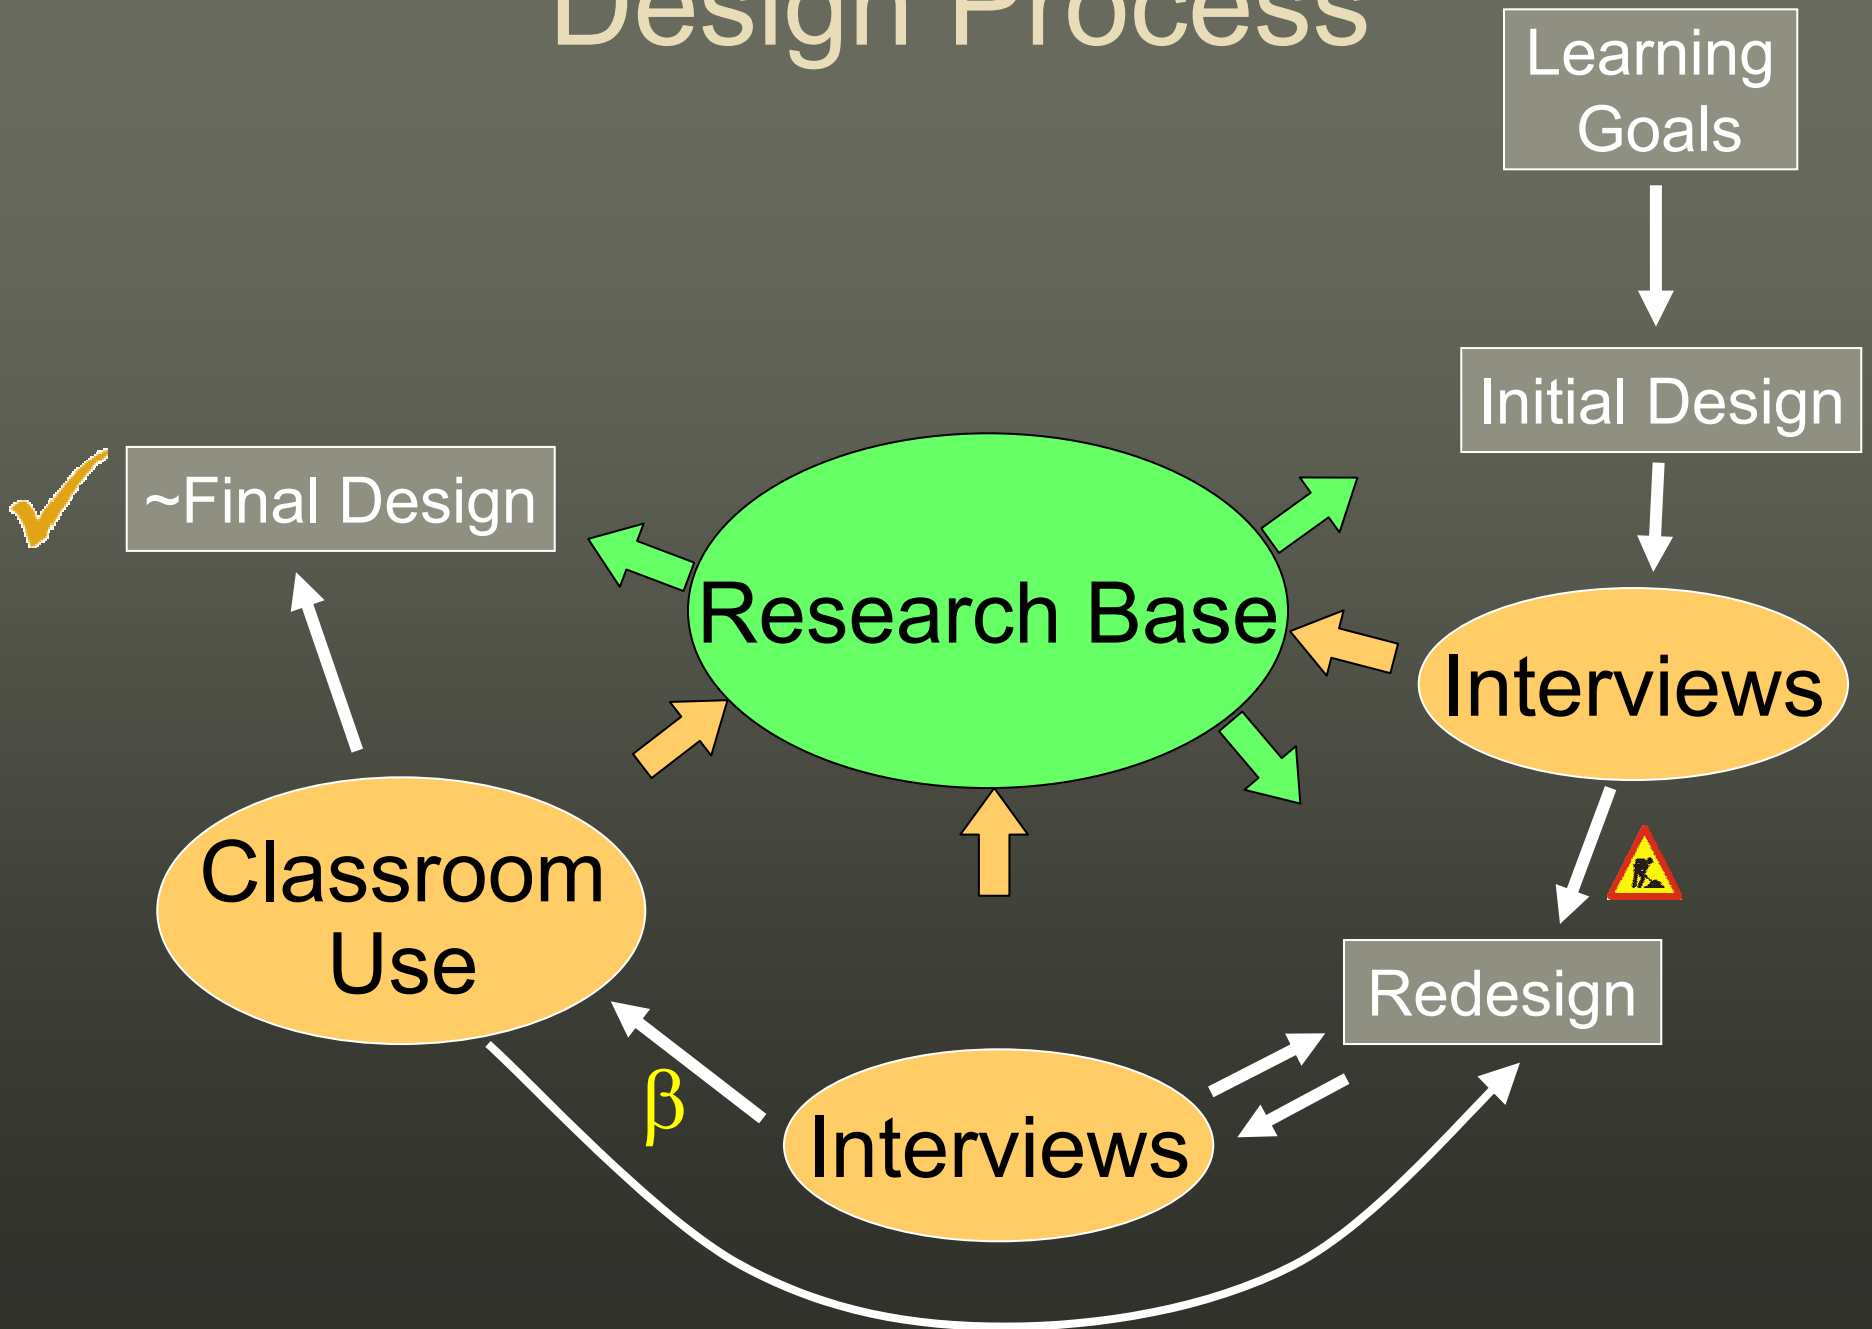 Design Process
Learning
Goals
Initial Design
~Final Design
Research Base
Interviews
Classroom
Use
Redesign
β
Interviews